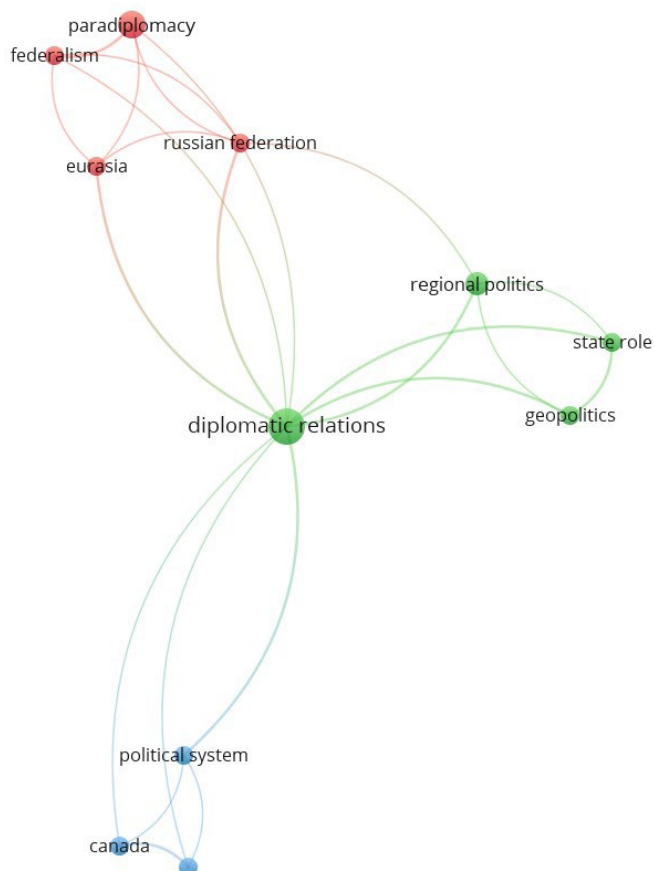 paradiplomacy
federalism
russian federation
eurasia
regional politics
state role
geopolitics
diplomatic relations
political system
canada